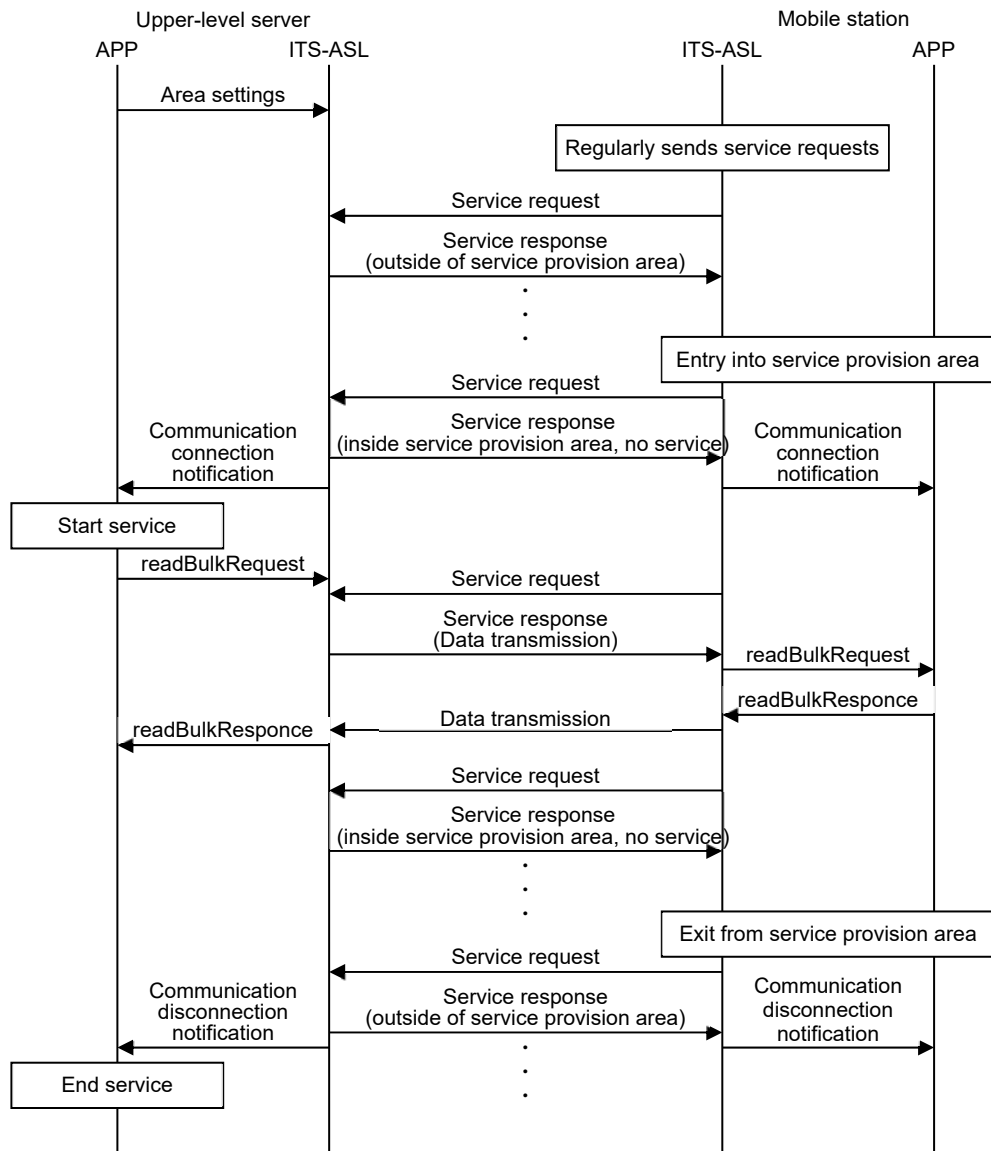 Upper-level server
Mobile station
APP
ITS-ASL
ITS-ASL
APP
Area settings
Regularly sends service requests
Service request
Service response
(outside of service provision area)
Entry into service provision area
Service request
Service response
(inside service provision area, no service)
Communication
connection
notification
Communication
connection
notification
Start service
readBulkRequest
Service request
Service response
(Data transmission)
readBulkRequest
readBulkResponce
Data transmission
readBulkResponce
Service request
Service response
(inside service provision area, no service)
Exit from service provision area
Service request
Service response
(outside of service provision area)
Communication
disconnection
notification
Communication
disconnection
notification
End service